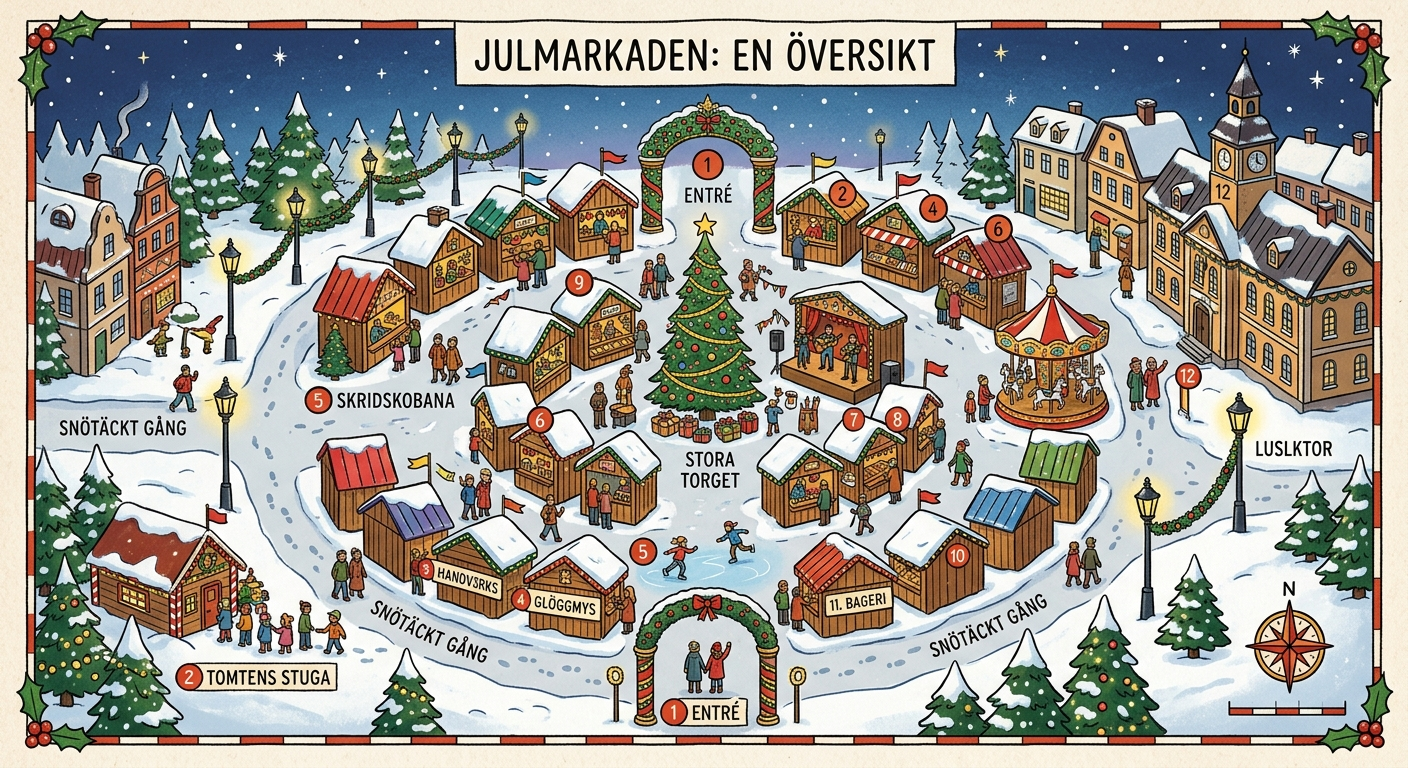 JULMARKADEN: EN ÖVERSIKT
1
ENTRÉ
2
4
6
12
9
5 SKRIDSKOBANA
12
SNÖTÄCKT GÅNG
6
7
8
STORA
TORGET
LUSLKTOR
5
10
3 HANOVSRKS
4 GLÖGGMYS
11. BAGERI
SNÖTÄCKT GÅNG
SNÖTÄCKT GÅNG
N
2 TOMTENS STUGA
1 ENTRÉ